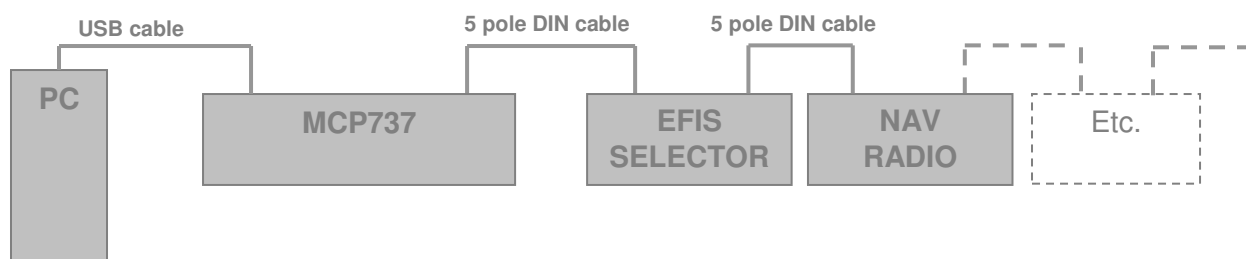 USB cable
5 pole DIN cable
5 pole DIN cable
PC
MCP737
EFIS
SELECTOR
NAV
RADIO
Etc.